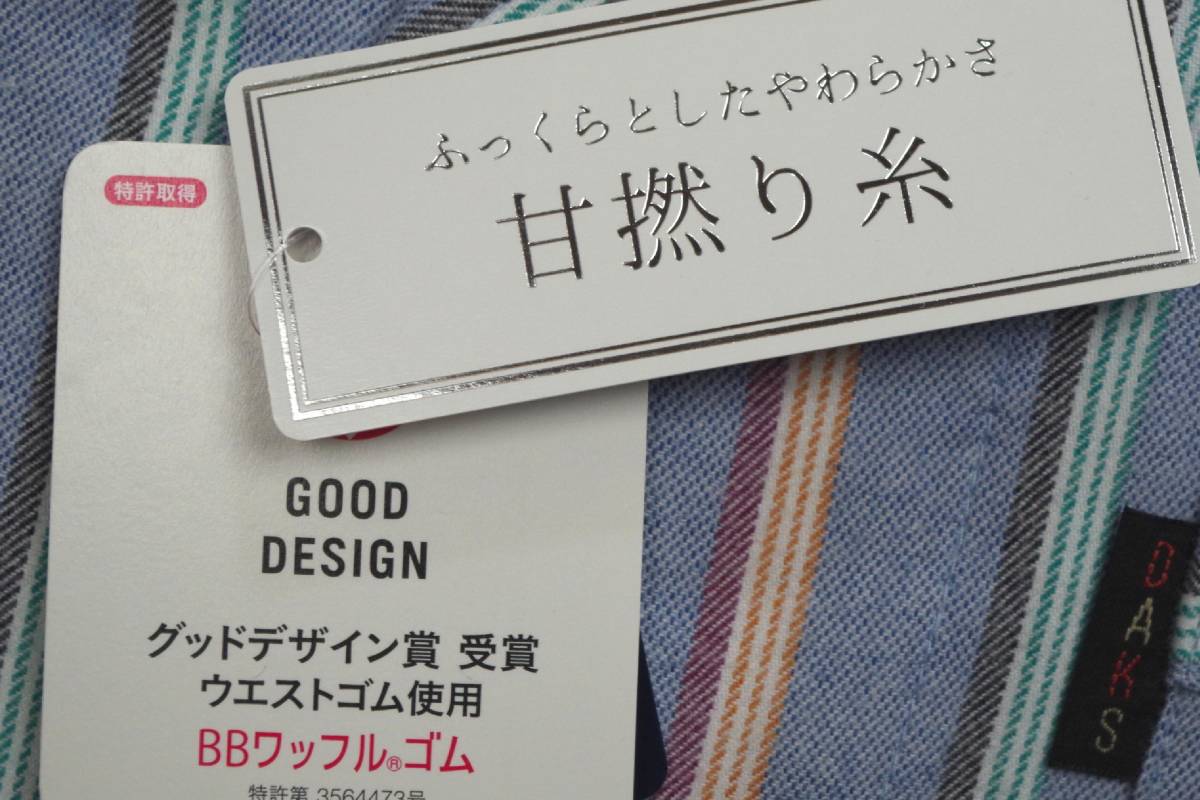 ふっくらとしたやわらかさ
甘撚り糸
特許取得
GOOD
DESIGN
グッドデザイン賞 受賞
ウエストゴム使用
BBワッフル®ゴム
特許第 3564473号
DAKS